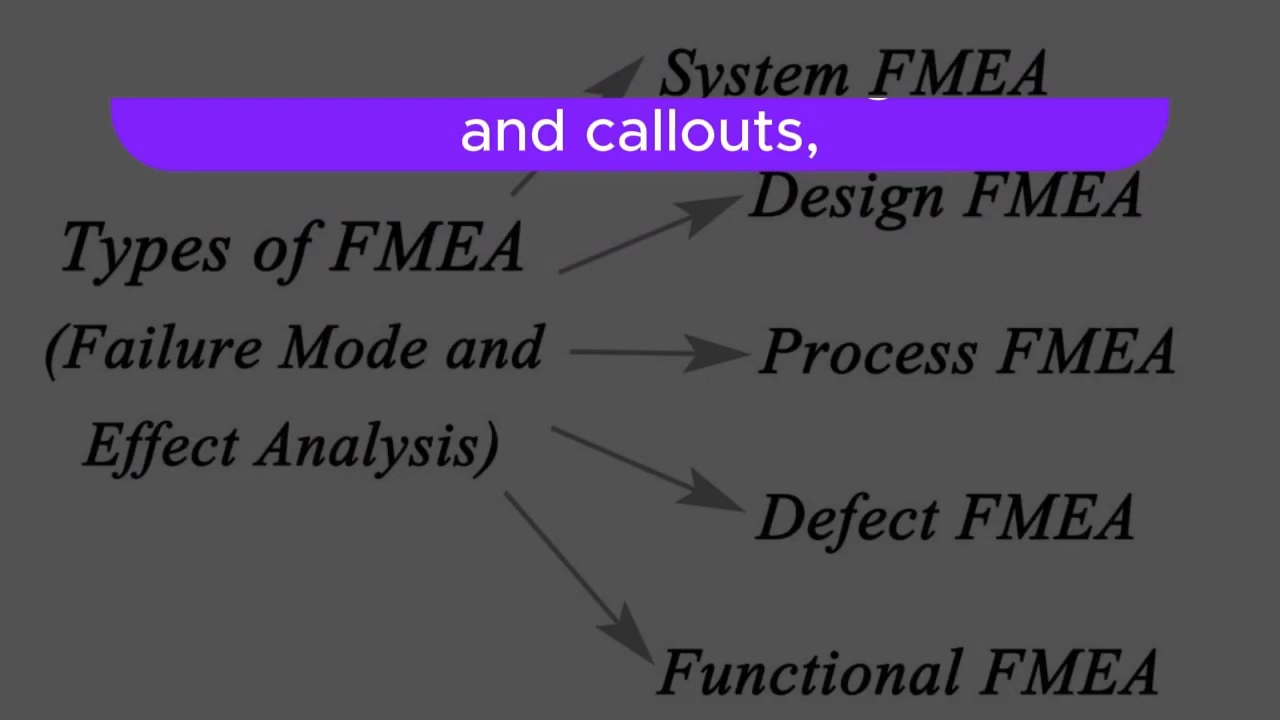 System FMEA
and callouts,
Design FMEA
Types of FMEA
(Failure Mode and
Effect Analysis)
Process FMEA
Defect FMEA
Functional FMEA